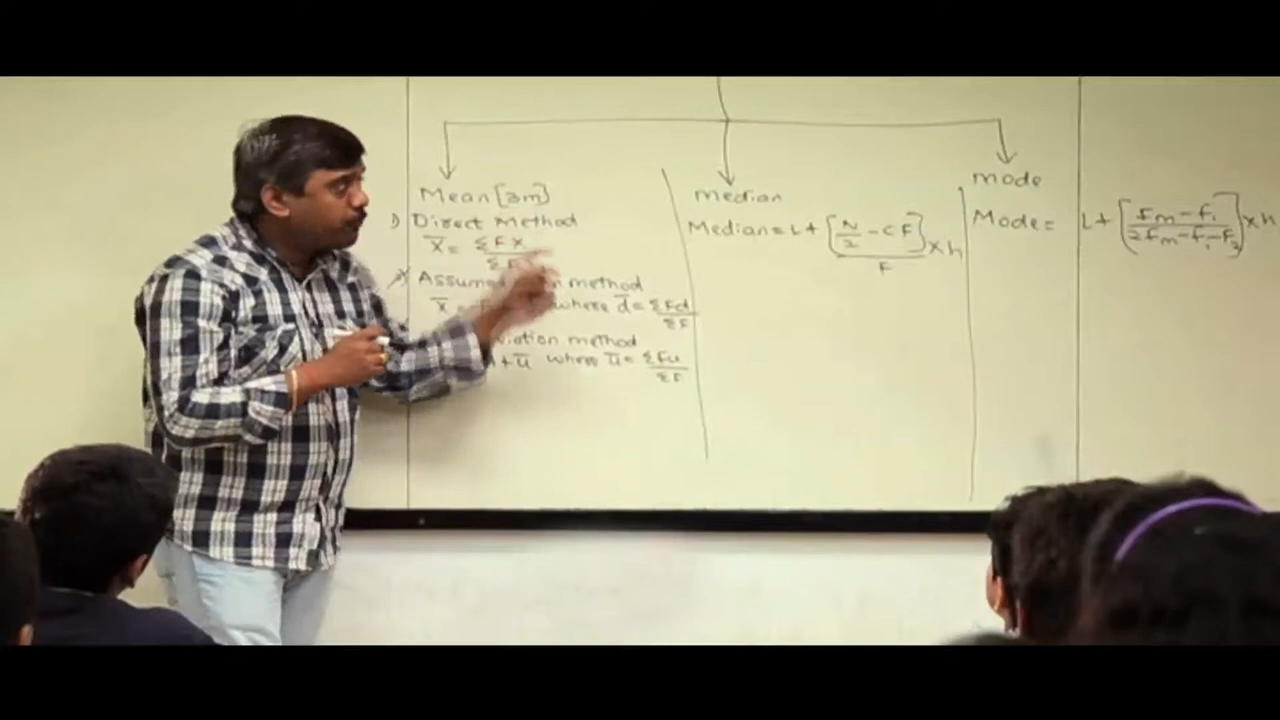 Mean [3m]
1) Direct Method
x̄ = ΣFx / ΣF
Assumed method
x̄ = where d̄ = ΣFd / ΣF
method
+ ū where ū = ΣFu / ΣF
median
Median = L + [N/2 - CF / F] x h
mode
Mode = L + [fm - f1 / 2fm - f1 - f2] x h